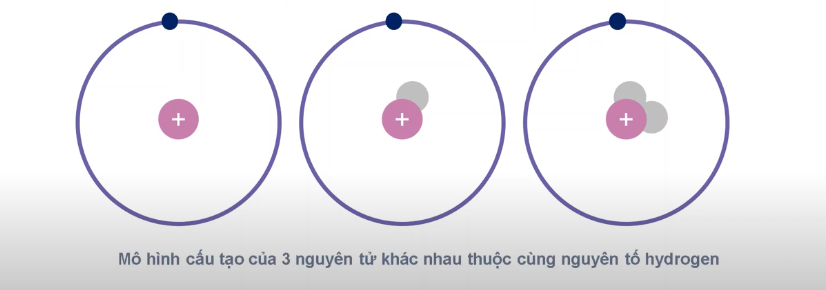 +
+
+
Mô hình cấu tạo của 3 nguyên tử khác nhau thuộc cùng nguyên tố hydrogen